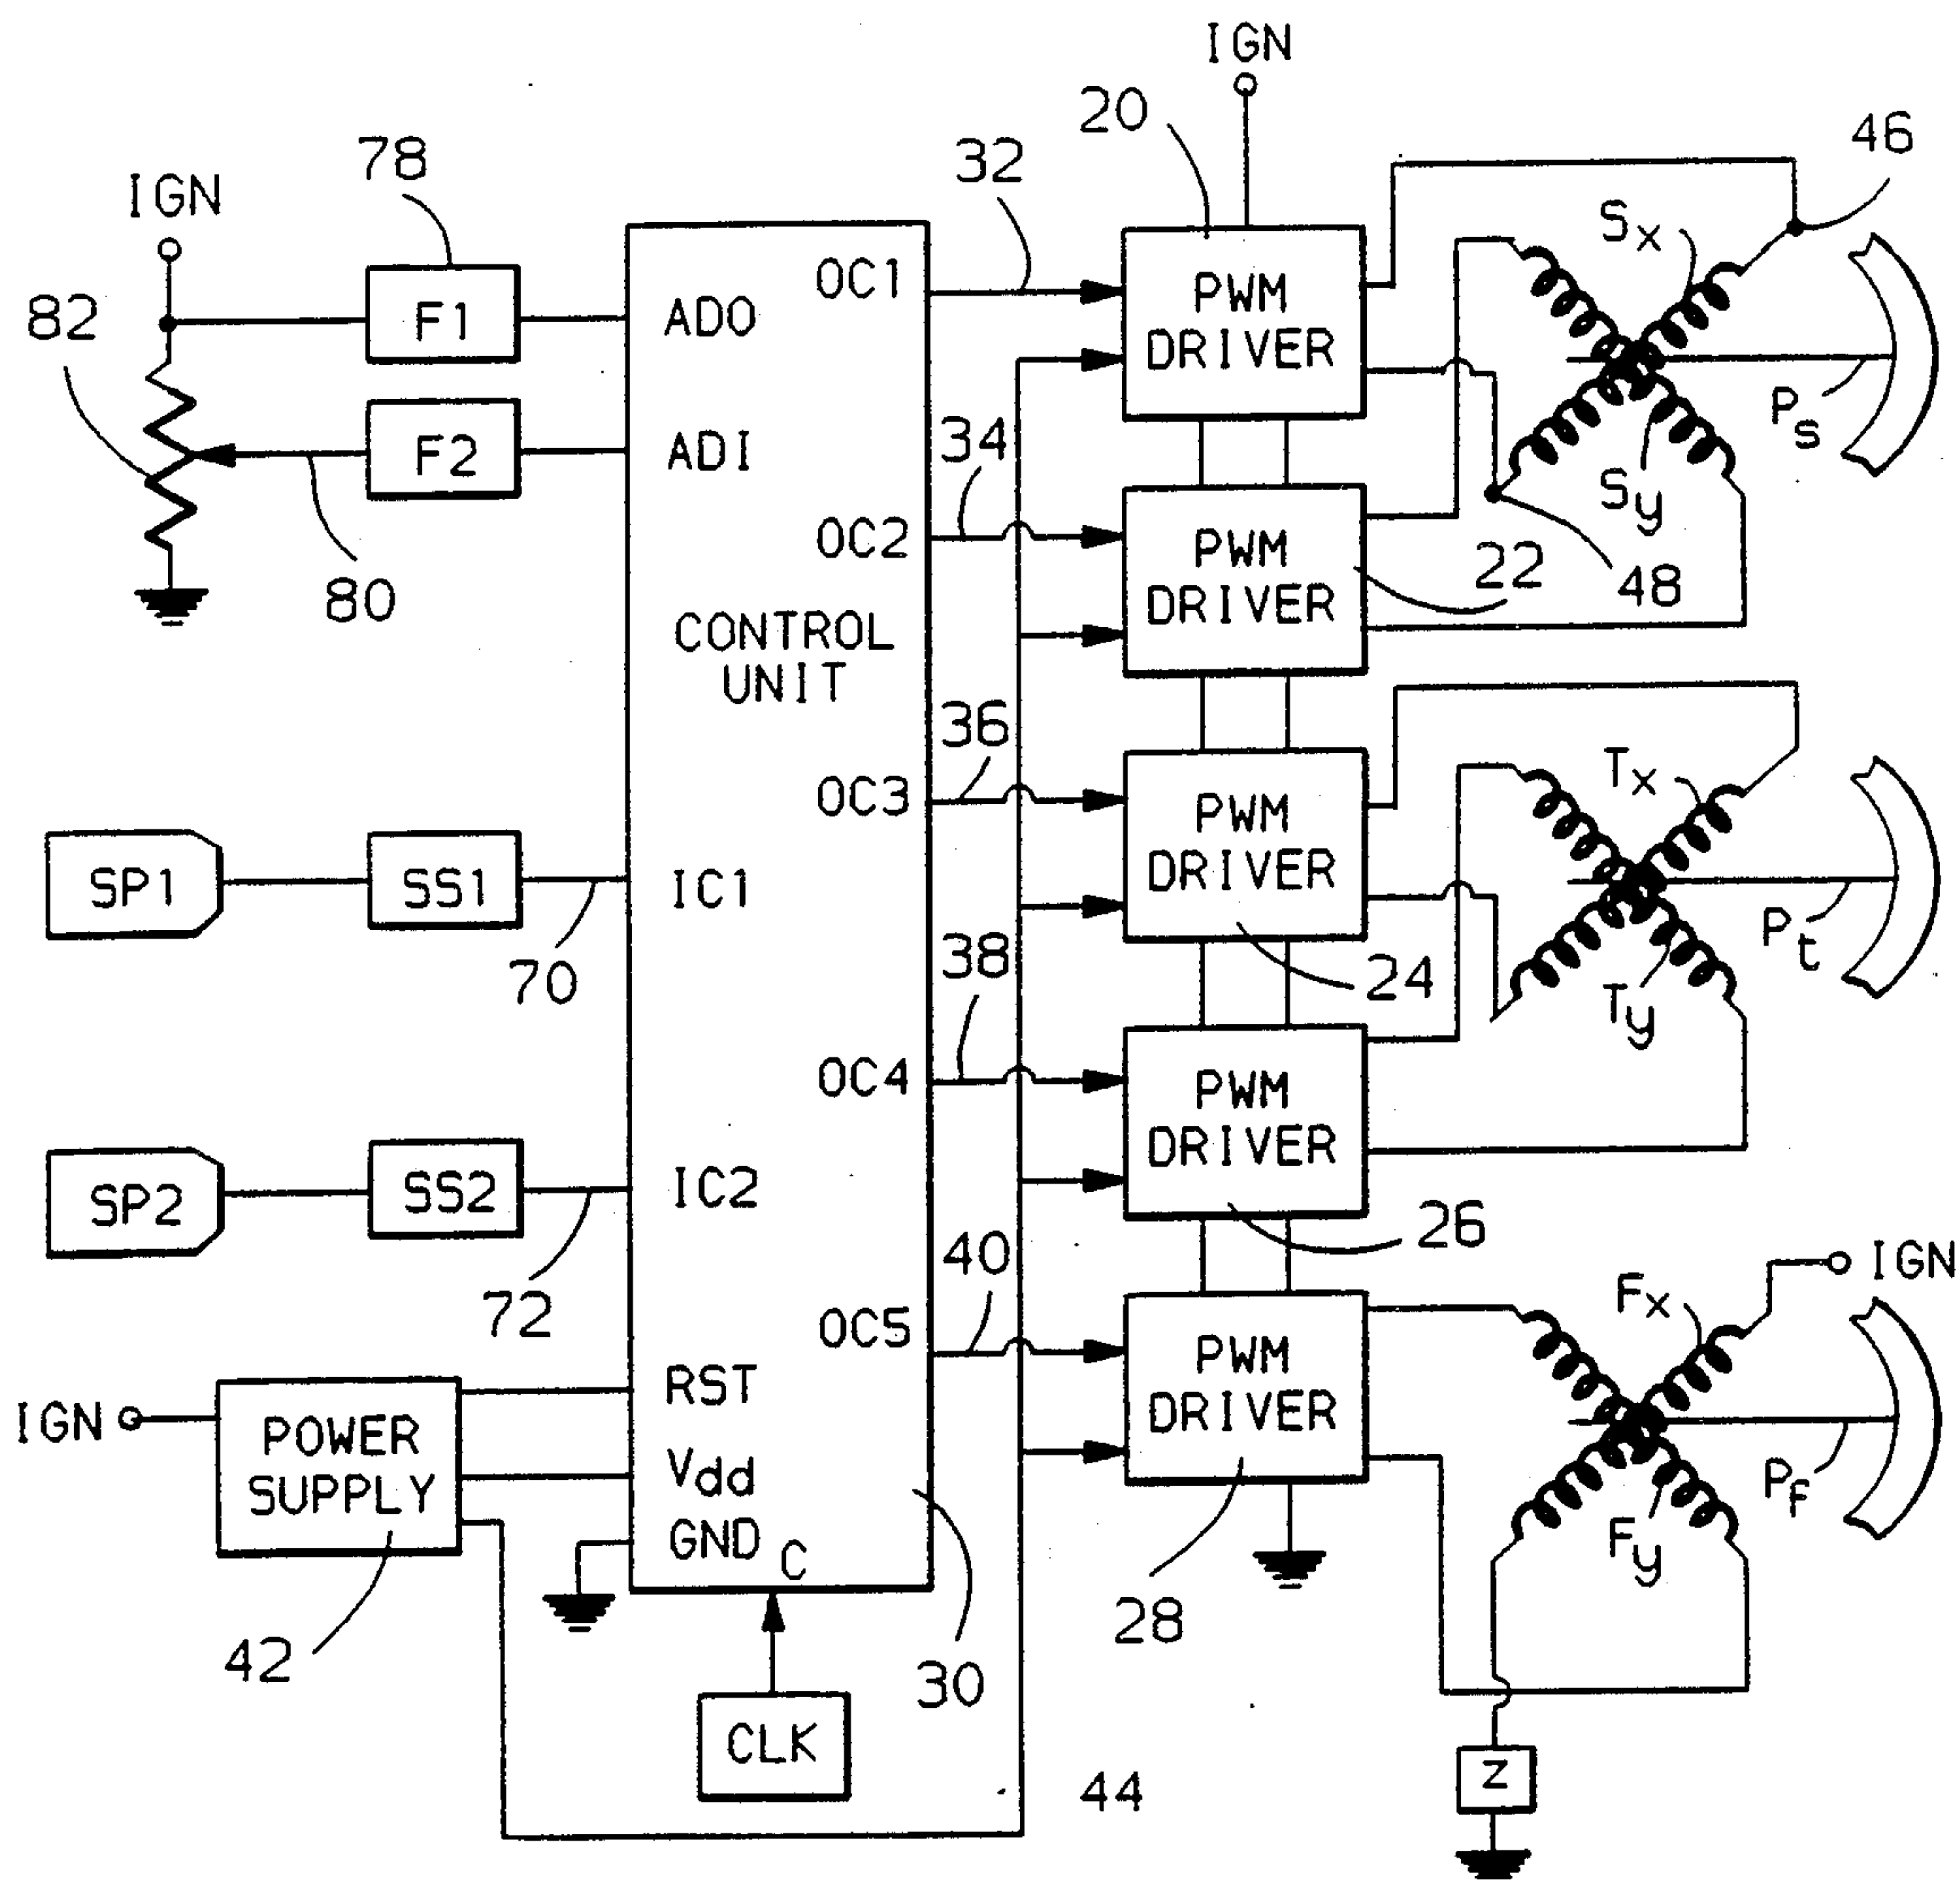 IGN
20
46
78
32
IGN
Sx
OC1
PWM
DRIVER
82
F1
AD0
Ps
34
F2
ADI
Sy
OC2
PWM
DRIVER
22
48
80
CONTROL
UNIT
36
Tx
OC3
PWM
DRIVER
SP1
SS1
IC1
Pt
38
24
70
Ty
OC4
PWM
DRIVER
SP2
SS2
IC2
26
40
IGN
72
Fx
OC5
PWM
DRIVER
RST
IGN
POWER
SUPPLY
Vdd
Pf
GND
C
Fy
28
42
30
CLK
44
Z